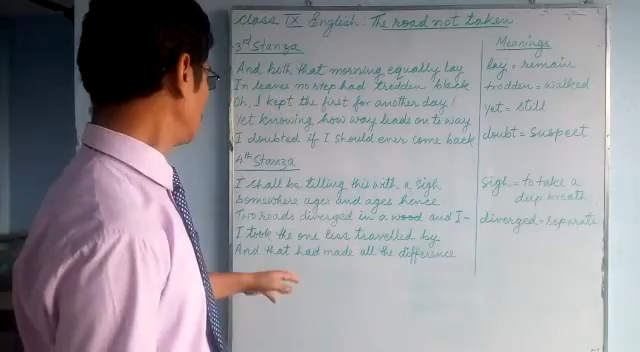 Class IX English: The road not taken
3rd Stanza
And both that morning equally lay
In leaves no step had trodden black
Oh, I kept the first for another day!
Yet knowing how way leads on to way
I doubted if I should ever come back
4th Stanza
I shall be telling this with a sigh
Somewhere ages and ages hence
Two roads diverged in a wood and I-
I took the one less travelled by
And that had made all the difference
Meanings
lay = remain
trodden = walked
yet = still
doubt = suspect
sigh = to take a
deep breath
diverged = separate